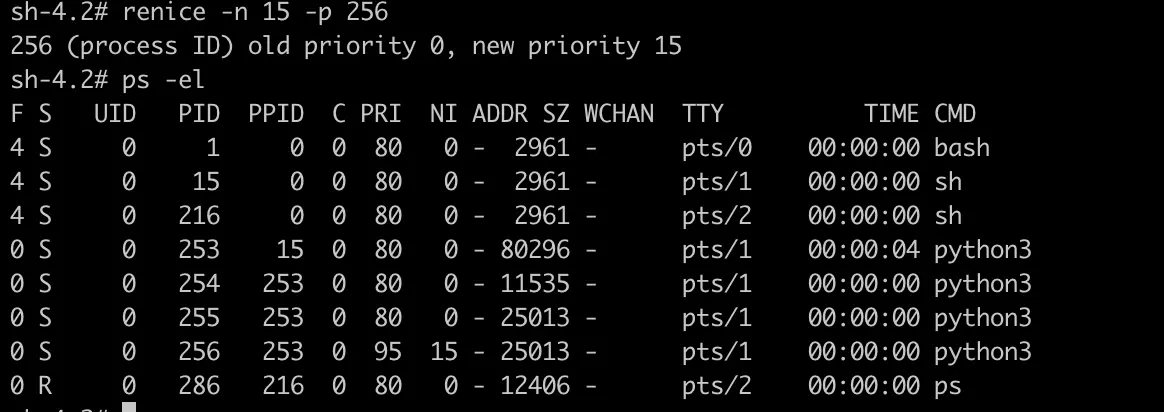 sh-4.2# renice -n 15 -p 256
256 (process ID) old priority 0, new priority 15
sh-4.2# ps -el
F S   UID   PID  PPID  C PRI  NI ADDR SZ WCHAN  TTY          TIME CMD
4 S     0     1     0  0  80   0 -  2961 -      pts/0    00:00:00 bash
4 S     0    15     0  0  80   0 -  2961 -      pts/1    00:00:00 sh
4 S     0   216     0  0  80   0 -  2961 -      pts/2    00:00:00 sh
0 S     0   253    15  0  80   0 - 80296 -      pts/1    00:00:04 python3
0 S     0   254   253  0  80   0 - 11535 -      pts/1    00:00:00 python3
0 S     0   255   253  0  80   0 - 25013 -      pts/1    00:00:00 python3
0 S     0   256   253  0  95  15 - 25013 -      pts/1    00:00:00 python3
0 R     0   286   216  0  80   0 - 12406 -      pts/2    00:00:00 ps
sh-4.2#